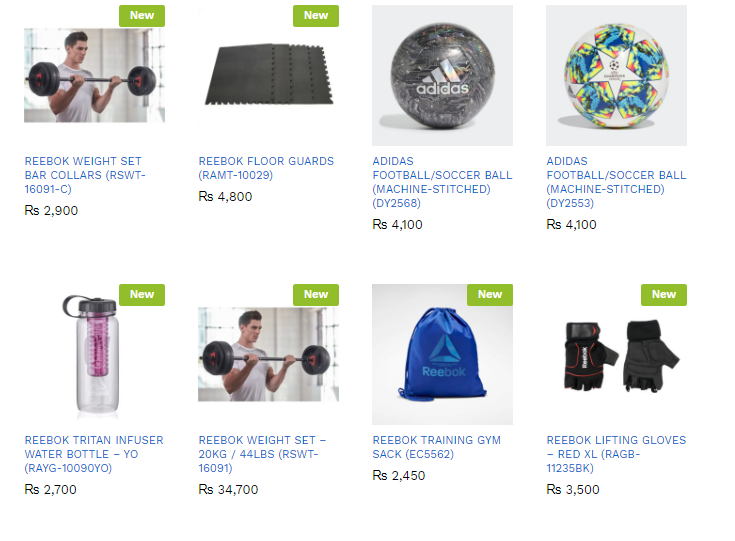 New
New
adidas
REEBOK WEIGHT SET
BAR COLLARS (RSWT-
16091-C)
₨ 2,900
REEBOK FLOOR GUARDS
(RAMT-10029)
₨ 4,800
ADIDAS
FOOTBALL/SOCCER BALL
(MACHINE-STITCHED)
(DY2568)
₨ 4,100
ADIDAS
FOOTBALL/SOCCER BALL
(MACHINE-STITCHED)
(DY2553)
₨ 4,100
New
New
New
New
Reebok
Reebok
REEBOK TRITAN INFUSER
WATER BOTTLE – YO
(RAYG-10090YO)
₨ 2,700
REEBOK WEIGHT SET –
20KG / 44LBS (RSWT-
16091)
₨ 34,700
REEBOK TRAINING GYM
SACK (EC5562)
₨ 2,450
REEBOK LIFTING GLOVES
– RED XL (RAGB-
11235BK)
₨ 3,500